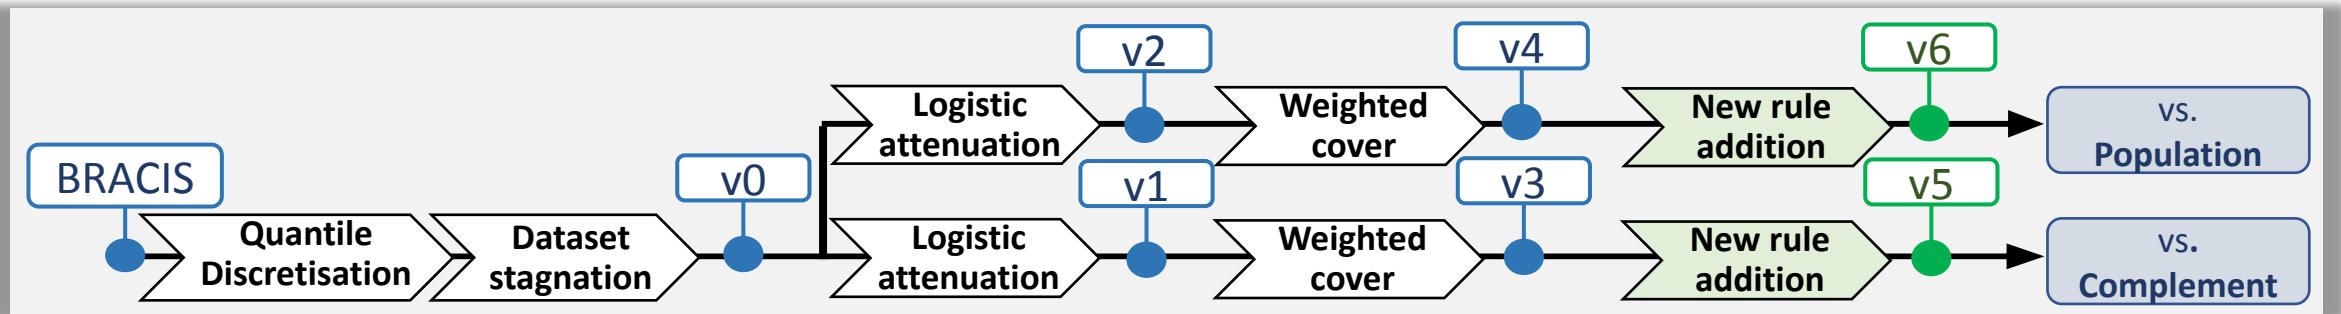 BRACIS
Quantile
Discretisation
Dataset
stagnation
v0
Logistic
attenuation
v2
Weighted
cover
v4
New rule
addition
v6
vs.
Population
Logistic
attenuation
v1
Weighted
cover
v3
New rule
addition
v5
vs.
Complement